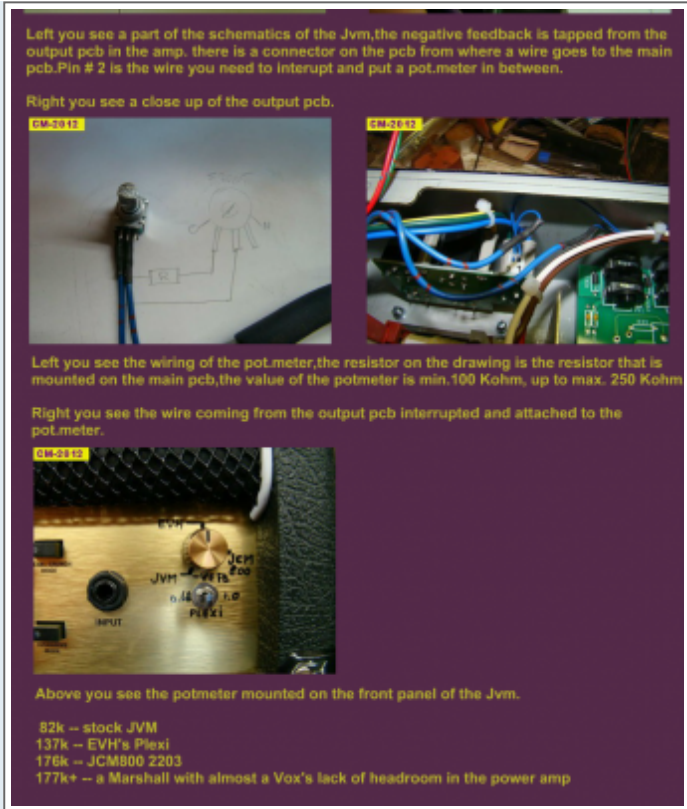 Left you see a part of the schematics of the Jvm,the negative feedback is tapped from the
output pcb in the amp. there is a connector on the pcb from where a wire goes to the main
pcb.Pin # 2 is the wire you need to interupt and put a pot.meter in between.
Right you see a close up of the output pcb.
CM-2012
CM-2012
R
Left you see the wiring of the pot.meter,the resistor on the drawing is the resistor that is
mounted on the main pcb,the value of the potmeter is min.100 Kohm, up to max. 250 Kohm
Right you see the wire coming from the output pcb interrupted and attached to the
pot.meter.
CM-2012
EVH
JCM
800
JVM
PLEXI
INPUT
Above you see the potmeter mounted on the front panel of the Jvm.
82k -- stock JVM
137k -- EVH's Plexi
176k -- JCM800 2203
177k+ -- a Marshall with almost a Vox's lack of headroom in the power amp